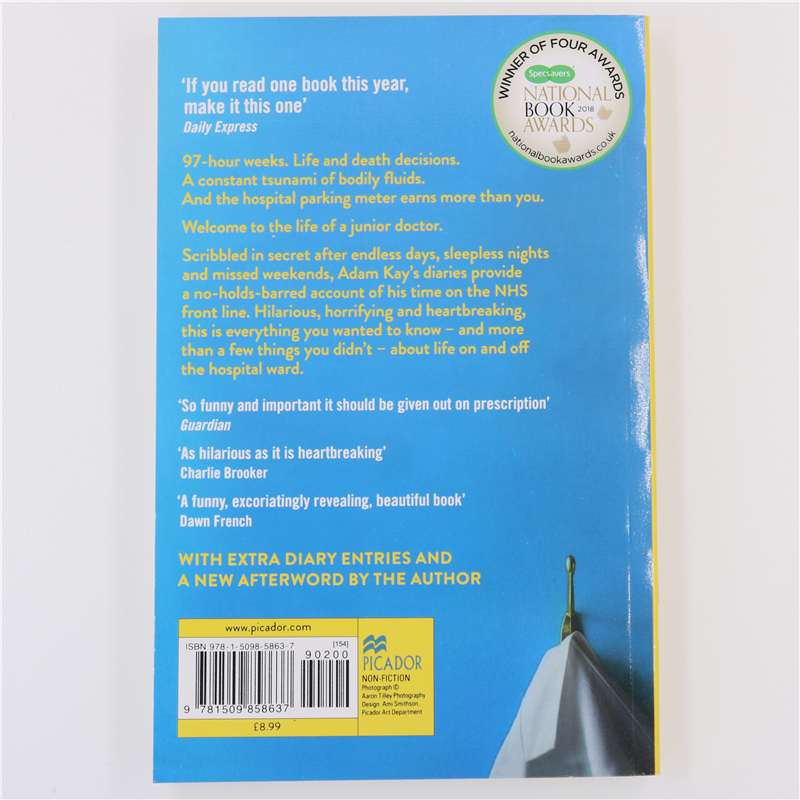 ‘If you read one book this year,
make it this one’
Daily Express
WINNER OF FOUR AWARDS
Specsavers
NATIONAL
BOOK 2018
AWARDS
nationalbookawards.co.uk
97-hour weeks. Life and death decisions.
A constant tsunami of bodily fluids.
And the hospital parking meter earns more than you.
Welcome to the life of a junior doctor.
Scribbled in secret after endless days, sleepless nights
and missed weekends, Adam Kay’s diaries provide
a no-holds-barred account of his time on the NHS
front line. Hilarious, horrifying and heartbreaking,
this is everything you wanted to know – and more
than a few things you didn’t – about life on and off
the hospital ward.
‘So funny and important it should be given out on prescription’
Guardian
‘As hilarious as it is heartbreaking’
Charlie Brooker
‘A funny, excoriatingly revealing, beautiful book’
Dawn French
WITH EXTRA DIARY ENTRIES AND
A NEW AFTERWORD BY THE AUTHOR
www.picador.com
ISBN 978-1-5098-5863-7 [154]
90200
9 781509 858637
£8.99
PICADOR
NON-FICTION
Photograph ©
Aaron Tilley Photography
Design: Ami Smithson,
Picador Art Department